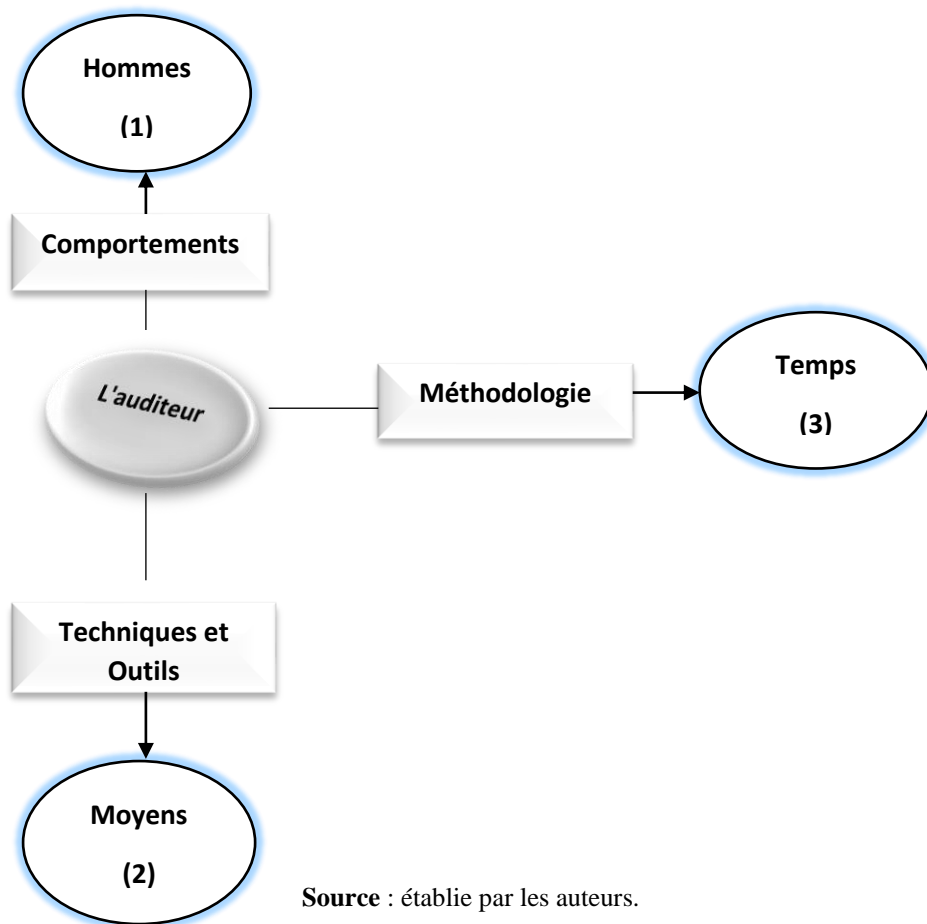 Hommes
(1)
Comportements
L'auditeur
Méthodologie
Temps
(3)
Techniques et
Outils
Moyens
(2)
Source : établie par les auteurs.